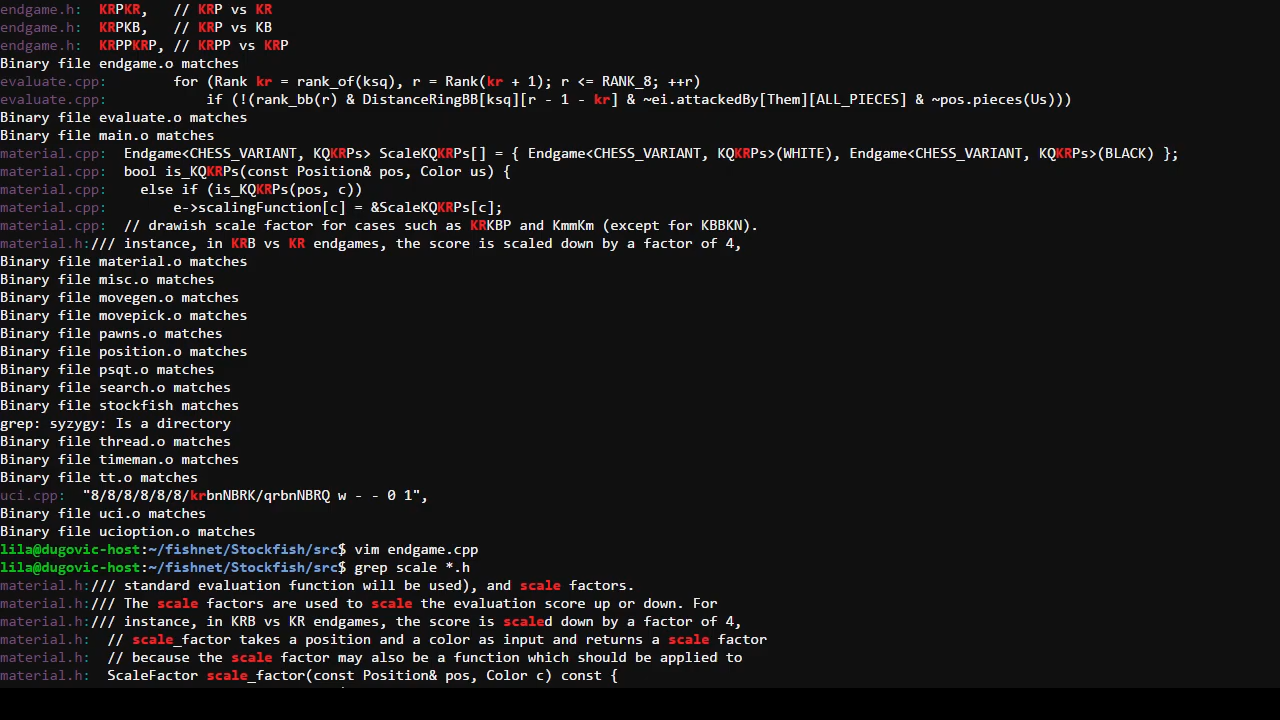 endgame.h:  KRPKR,   // KRP vs KR
endgame.h:  KRPKB,   // KRP vs KB
endgame.h:  KRPPKRP, // KRPP vs KRP
Binary file endgame.o matches
evaluate.cpp:        for (Rank kr = rank_of(ksq), r = Rank(kr + 1); r <= RANK_8; ++r)
evaluate.cpp:            if (!(rank_bb(r) & DistanceRingBB[ksq][r - 1 - kr] & ~ei.attackedBy[Them][ALL_PIECES] & ~pos.pieces(Us)))
Binary file evaluate.o matches
Binary file main.o matches
material.cpp:  Endgame<CHESS_VARIANT, KQKRPs> ScaleKQKRPs[] = { Endgame<CHESS_VARIANT, KQKRPs>(WHITE), Endgame<CHESS_VARIANT, KQKRPs>(BLACK) };
material.cpp:  bool is_KQKRPs(const Position& pos, Color us) {
material.cpp:    else if (is_KQKRPs(pos, c))
material.cpp:        e->scalingFunction[c] = &ScaleKQKRPs[c];
material.cpp:  // drawish scale factor for cases such as KRKBP and KmmKm (except for KBBKN).
material.h:/// instance, in KRB vs KR endgames, the score is scaled down by a factor of 4,
Binary file material.o matches
Binary file misc.o matches
Binary file movegen.o matches
Binary file movepick.o matches
Binary file pawns.o matches
Binary file position.o matches
Binary file psqt.o matches
Binary file search.o matches
Binary file stockfish matches
grep: syzygy: Is a directory
Binary file thread.o matches
Binary file timeman.o matches
Binary file tt.o matches
uci.cpp:  "8/8/8/8/8/8/krbnNBRK/qrbnNBRQ w - - 0 1",
Binary file uci.o matches
Binary file ucioption.o matches
lila@dugovic-host:~/fishnet/Stockfish/src$ vim endgame.cpp
lila@dugovic-host:~/fishnet/Stockfish/src$ grep scale *.h
material.h:/// standard evaluation function will be used), and scale factors.
material.h:/// The scale factors are used to scale the evaluation score up or down. For
material.h:/// instance, in KRB vs KR endgames, the score is scaled down by a factor of 4,
material.h:  // scale_factor takes a position and a color as input and returns a scale factor
material.h:  // because the scale factor may also be a function which should be applied to
material.h:  ScaleFactor scale_factor(const Position& pos, Color c) const {